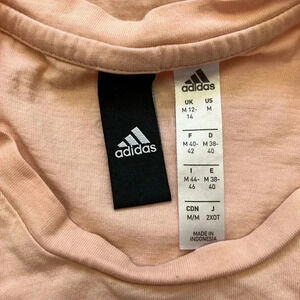 adidas
adidas
UK US
M 12-14 M
F D
M 40-42 M 38-40
I E
M 44-46 M 38-40
CDN J
M/M 2XOT
MADE IN
INDONESIA